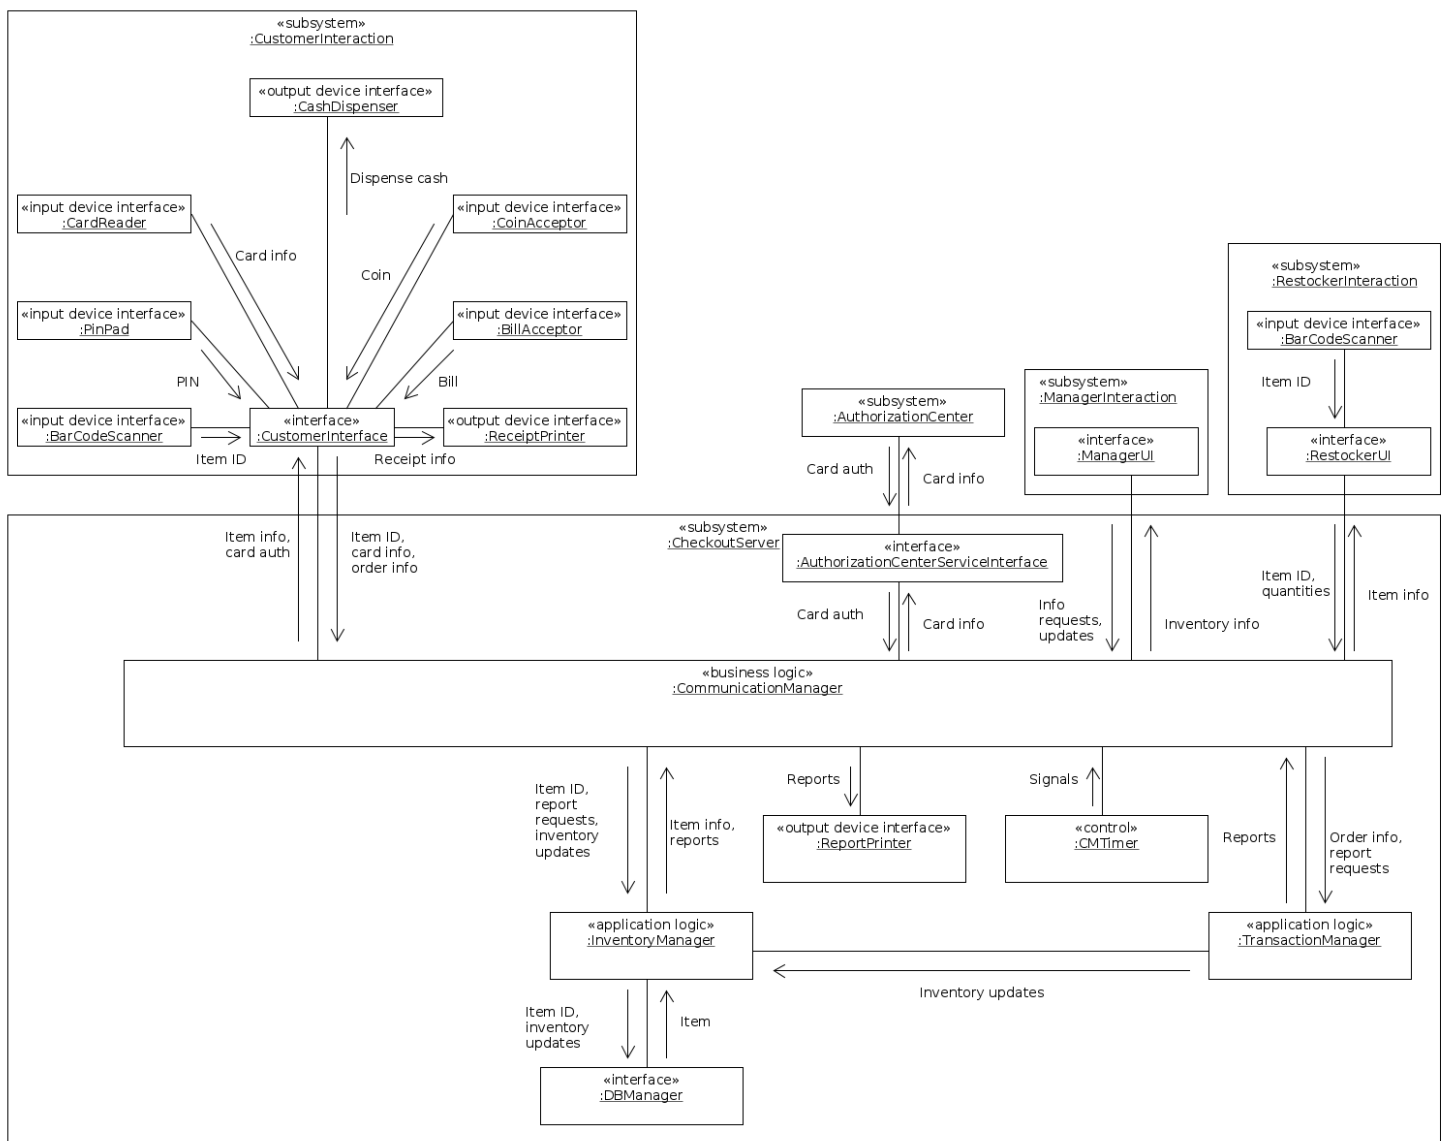 «subsystem»
:CustomerInteraction
«output device interface»
:CashDispenser
Dispense cash
«input device interface»
:CardReader
Card info
«input device interface»
:CoinAcceptor
Coin
«input device interface»
:PinPad
PIN
«input device interface»
:BillAcceptor
Bill
«input device interface»
:BarCodeScanner
Item ID
«interface»
:CustomerInterface
«output device interface»
:ReceiptPrinter
Receipt info
«subsystem»
:AuthorizationCenter
Card auth
Card info
«subsystem»
:ManagerInteraction
«interface»
:ManagerUI
«subsystem»
:RestockerInteraction
«input device interface»
:BarCodeScanner
Item ID
«interface»
:RestockerUI
Item info,
card auth
Item ID,
card info,
order info
«subsystem»
:CheckoutServer
«interface»
:AuthorizationCenterServiceInterface
Card auth
Card info
Info
requests,
updates
Inventory info
Item ID,
quantities
Item info
«business logic»
:CommunicationManager
Item ID,
report
requests,
inventory
updates
Item info,
reports
Reports
«output device interface»
:ReportPrinter
Signals
«control»
:CMTimer
Reports
Order info,
report
requests
«application logic»
:InventoryManager
«application logic»
:TransactionManager
Inventory updates
Item ID,
inventory
updates
Item
«interface»
:DBManager